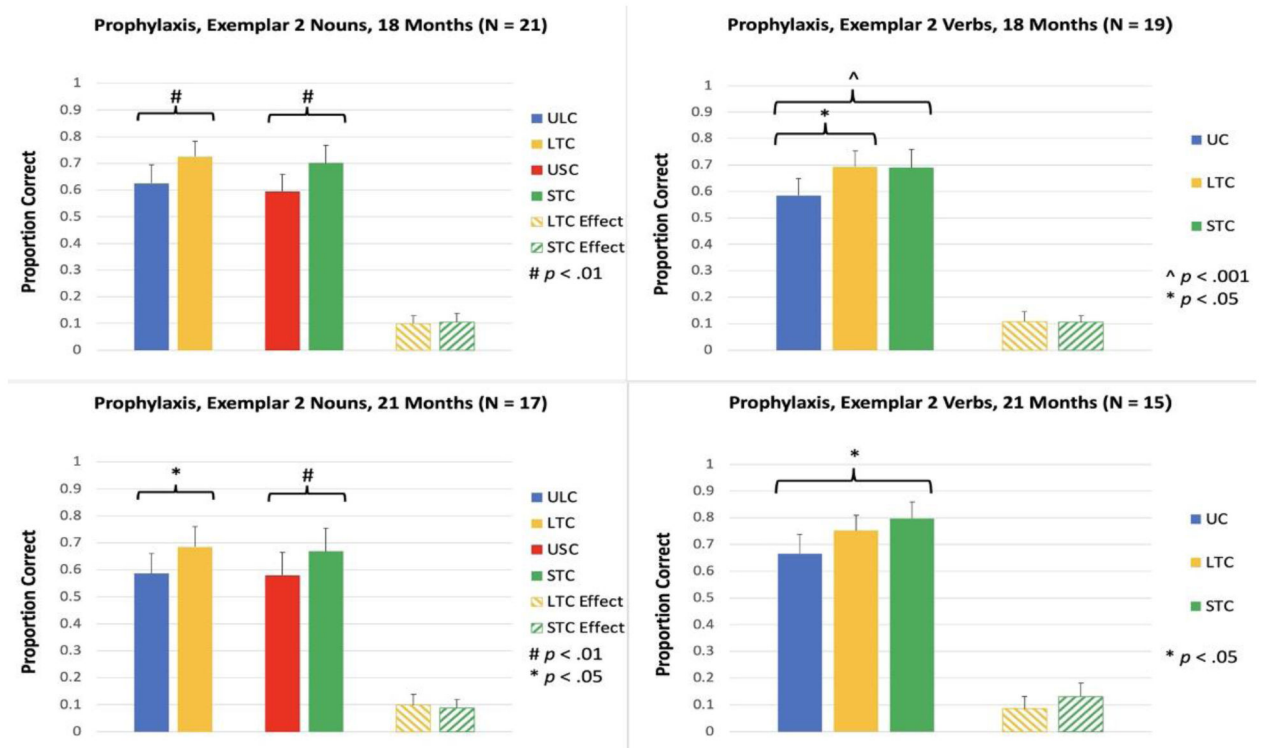 Prophylaxis, Exemplar 2 Nouns, 18 Months (N = 21)
Proportion Correct
1
0.9
0.8
0.7
0.6
0.5
0.4
0.3
0.2
0.1
0
#
#
ULC
LTC
USC
STC
LTC Effect
STC Effect
# p < .01
Prophylaxis, Exemplar 2 Verbs, 18 Months (N = 19)
Proportion Correct
1
0.9
0.8
0.7
0.6
0.5
0.4
0.3
0.2
0.1
0
^
*
UC
LTC
STC
^ p < .001
* p < .05
Prophylaxis, Exemplar 2 Nouns, 21 Months (N = 17)
Proportion Correct
1
0.9
0.8
0.7
0.6
0.5
0.4
0.3
0.2
0.1
0
*
#
ULC
LTC
USC
STC
LTC Effect
STC Effect
# p < .01
* p < .05
Prophylaxis, Exemplar 2 Verbs, 21 Months (N = 15)
Proportion Correct
1
0.9
0.8
0.7
0.6
0.5
0.4
0.3
0.2
0.1
0
*
UC
LTC
STC
* p < .05